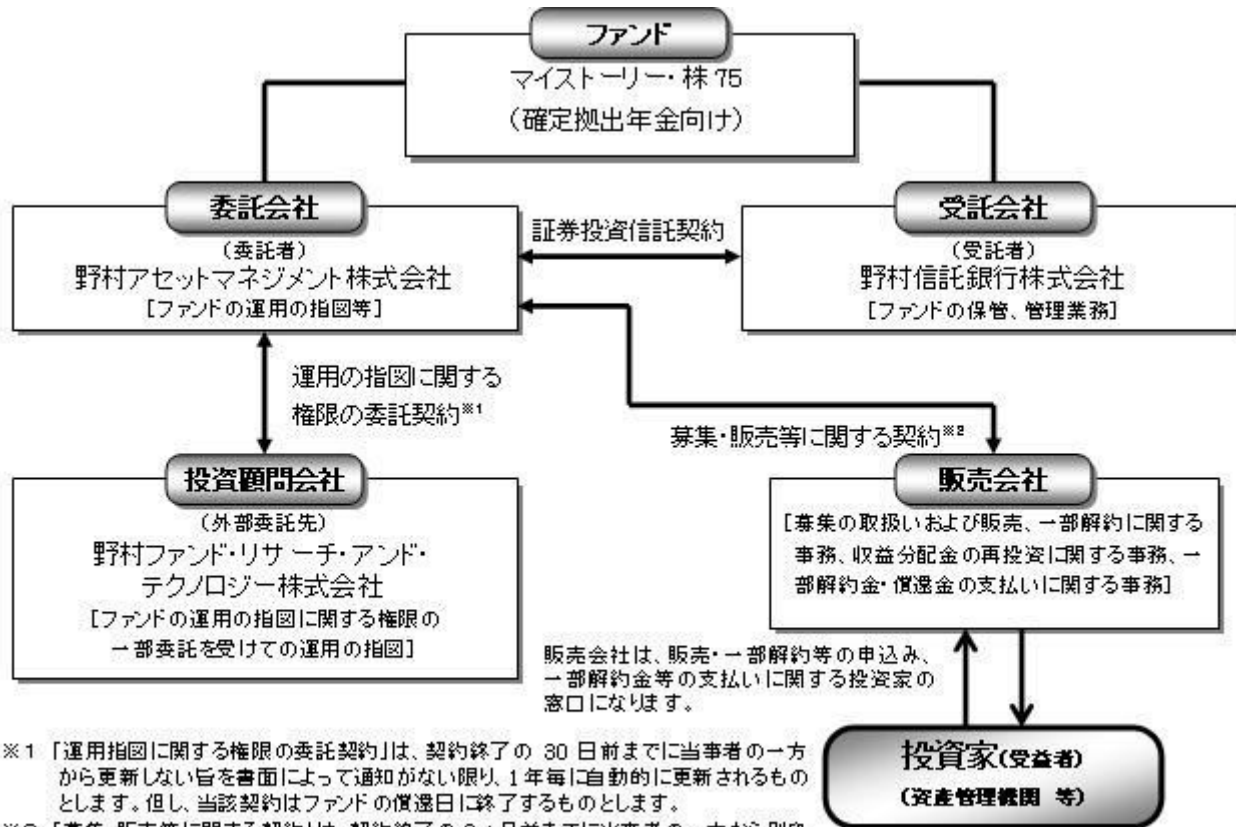 ファンド
マイストーリー・株75
(確定拠出年金向け)
委託会社
(委託者)
野村アセットマネジメント株式会社
[ファンドの運用の指図等]
証券投資信託契約
受託会社
(受託者)
野村信託銀行株式会社
[ファンドの保管、管理業務]
運用の指図に関する
権限の委託契約※1
募集・販売等に関する契約※2
投資顧問会社
(外部委託先)
野村ファンド・リサーチ・アンド・
テクノロジー株式会社
[ファンドの運用の指図に関する権限の
一部委託を受けての運用の指図]
販売会社
[募集の取扱いおよび販売、一部解約に関する
事務、収益分配金の再投資に関する事務、一
部解約金・償還金の支払いに関する事務]
販売会社は、販売・一部解約等の申込み、
一部解約金等の支払いに関する投資家の
窓口になります。
投資家(受益者)
(資産管理機関 等)
※1 「運用指図に関する権限の委託契約」は、契約終了の 30 日前までに当事者の一方
から更新しない旨を書面によって通知がない限り、1年毎に自動的に更新されるもの
とします。但し、当該契約はファンドの償還日に終了するものとします。